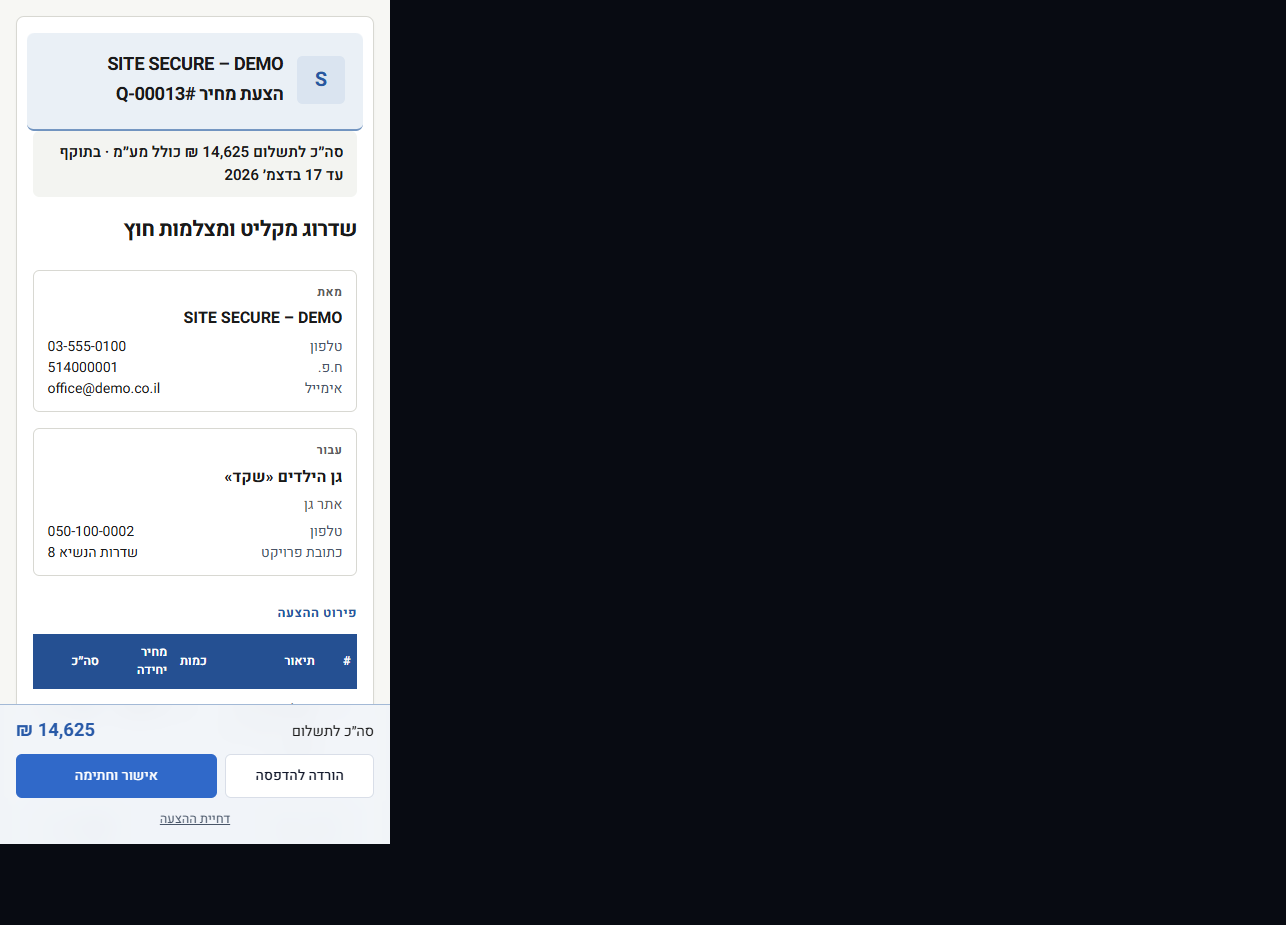 S
SITE SECURE – DEMO
הצעת מחיר #Q-00013
סה״כ לתשלום 14,625 ₪ כולל מע״מ · בתוקף
עד 17 בדצמ׳ 2026
שדרוג מקליט ומצלמות חוץ
מאת
SITE SECURE – DEMO
טלפון 03-555-0100
ח.פ. 514000001
אימייל office@demo.co.il
עבור
גן הילדים «שקד»
אתר גן
טלפון 050-100-0002
כתובת פרויקט שדרות הנשיא 8
פירוט ההצעה
# תיאור כמות מחיר יחידה סה״כ
סה״כ לתשלום 14,625 ₪
הורדה להדפסה אישור וחתימה
דחיית ההצעה